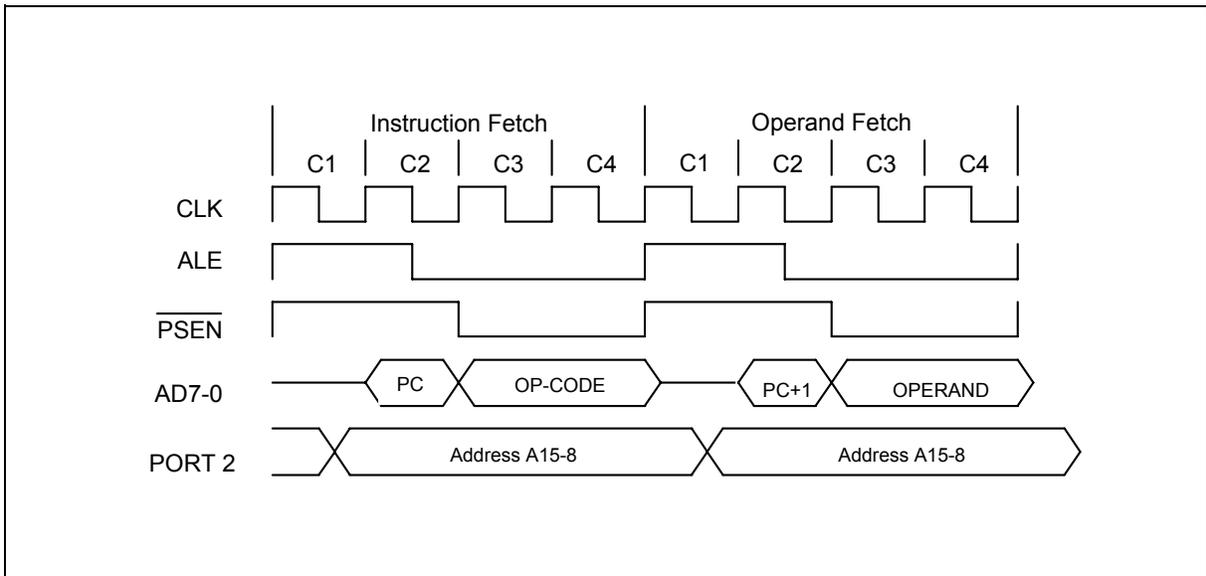 Instruction Fetch Operand Fetch
C1 C2 C3 C4 C1 C2 C3 C4
CLK
ALE
PSEN
AD7-0 PC OP-CODE PC+1 OPERAND
PORT 2 Address A15-8 Address A15-8